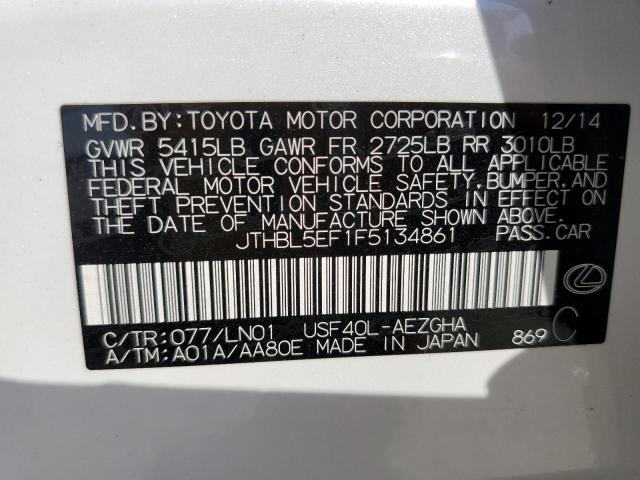 MFD.BY:TOYOTA MOTOR CORPORATION 12/14
GVWR 5415LB GAWR FR 2725LB RR 3010LB
THIS VEHICLE CONFORMS TO ALL APPLICABLE
FEDERAL MOTOR VEHICLE SAFETY,BUMPER,AND
THEFT PREVENTION STANDARDS IN EFFECT ON
THE DATE OF MANUFACTURE SHOWN ABOVE.
JTHBL5EF1F5134861 PASS.CAR
C/TR:077/LN01 USF40L-AEZGHA
A/TM:A01A/AA80E MADE IN JAPAN 869 C